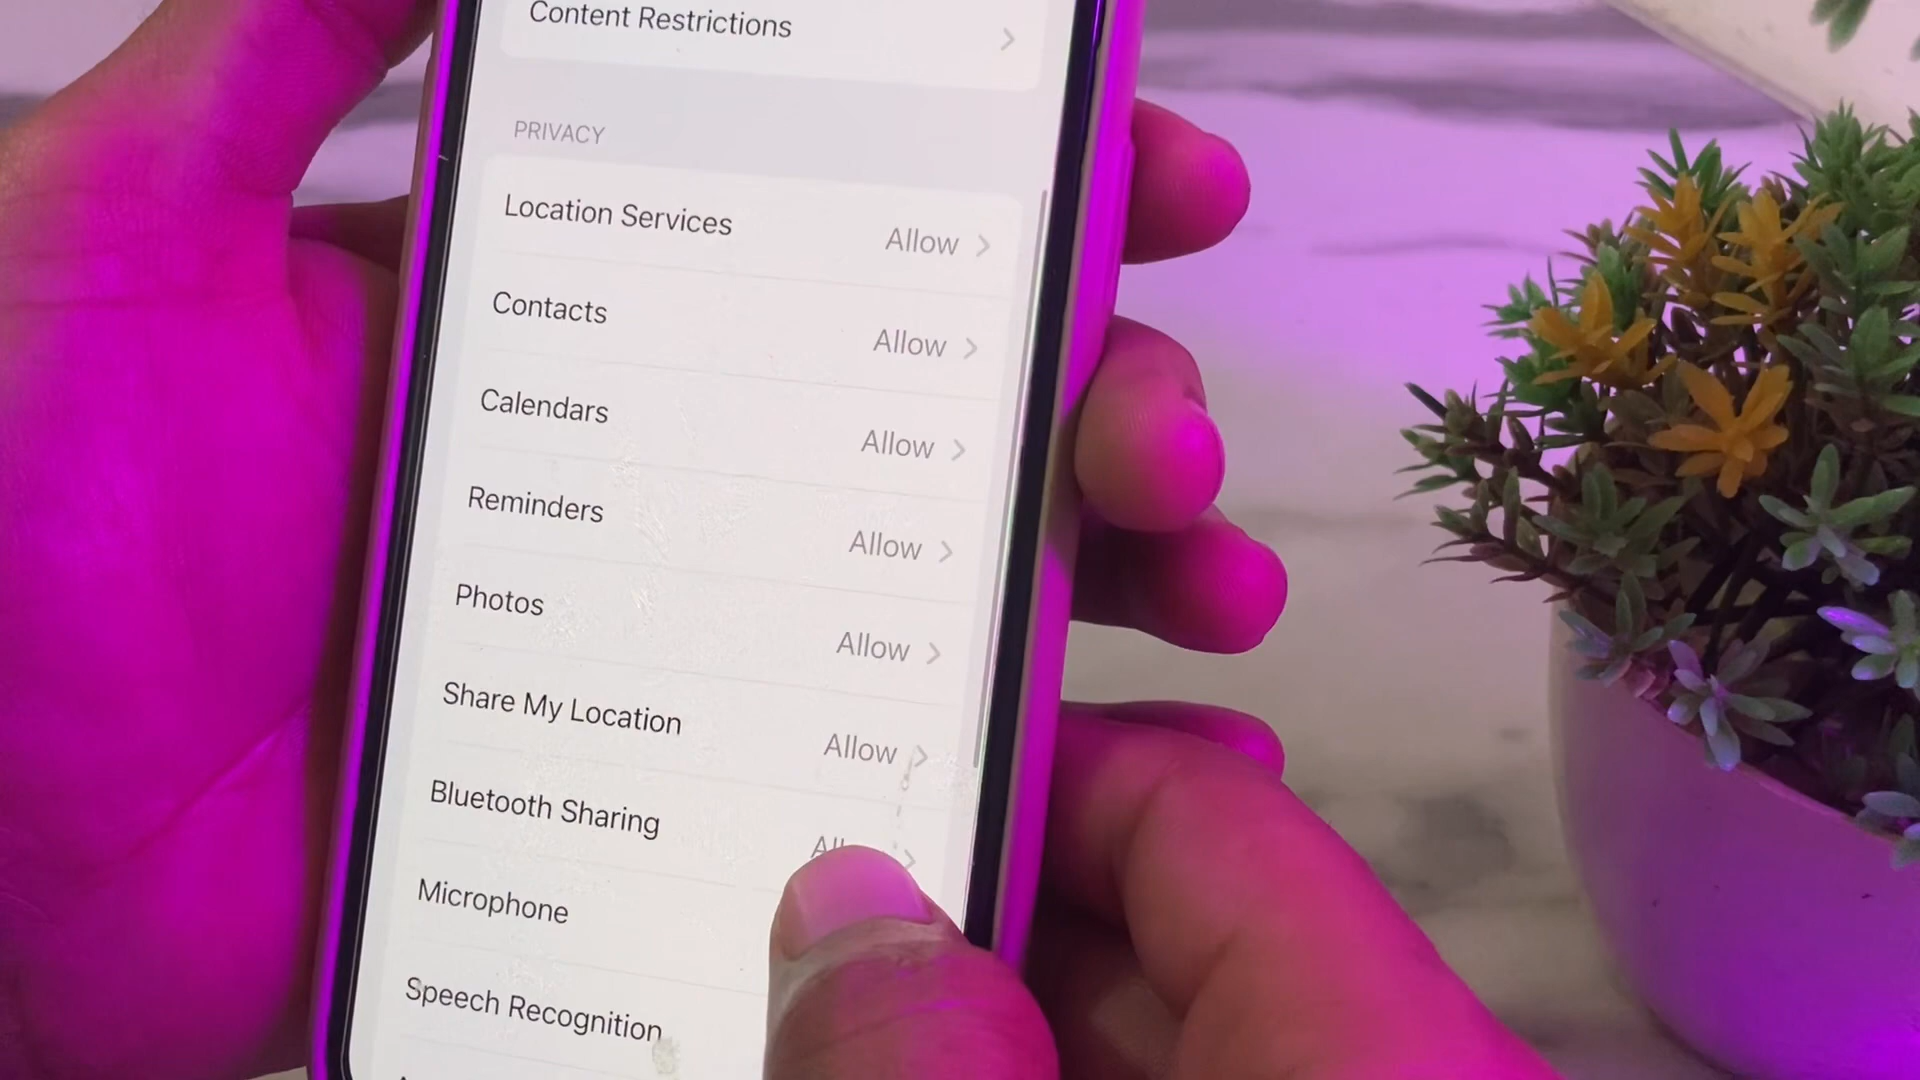 Content Restrictions
PRIVACY
Location Services Allow
Contacts Allow
Calendars Allow
Reminders Allow
Photos Allow
Share My Location Allow
Bluetooth Sharing
Microphone
Speech Recognition